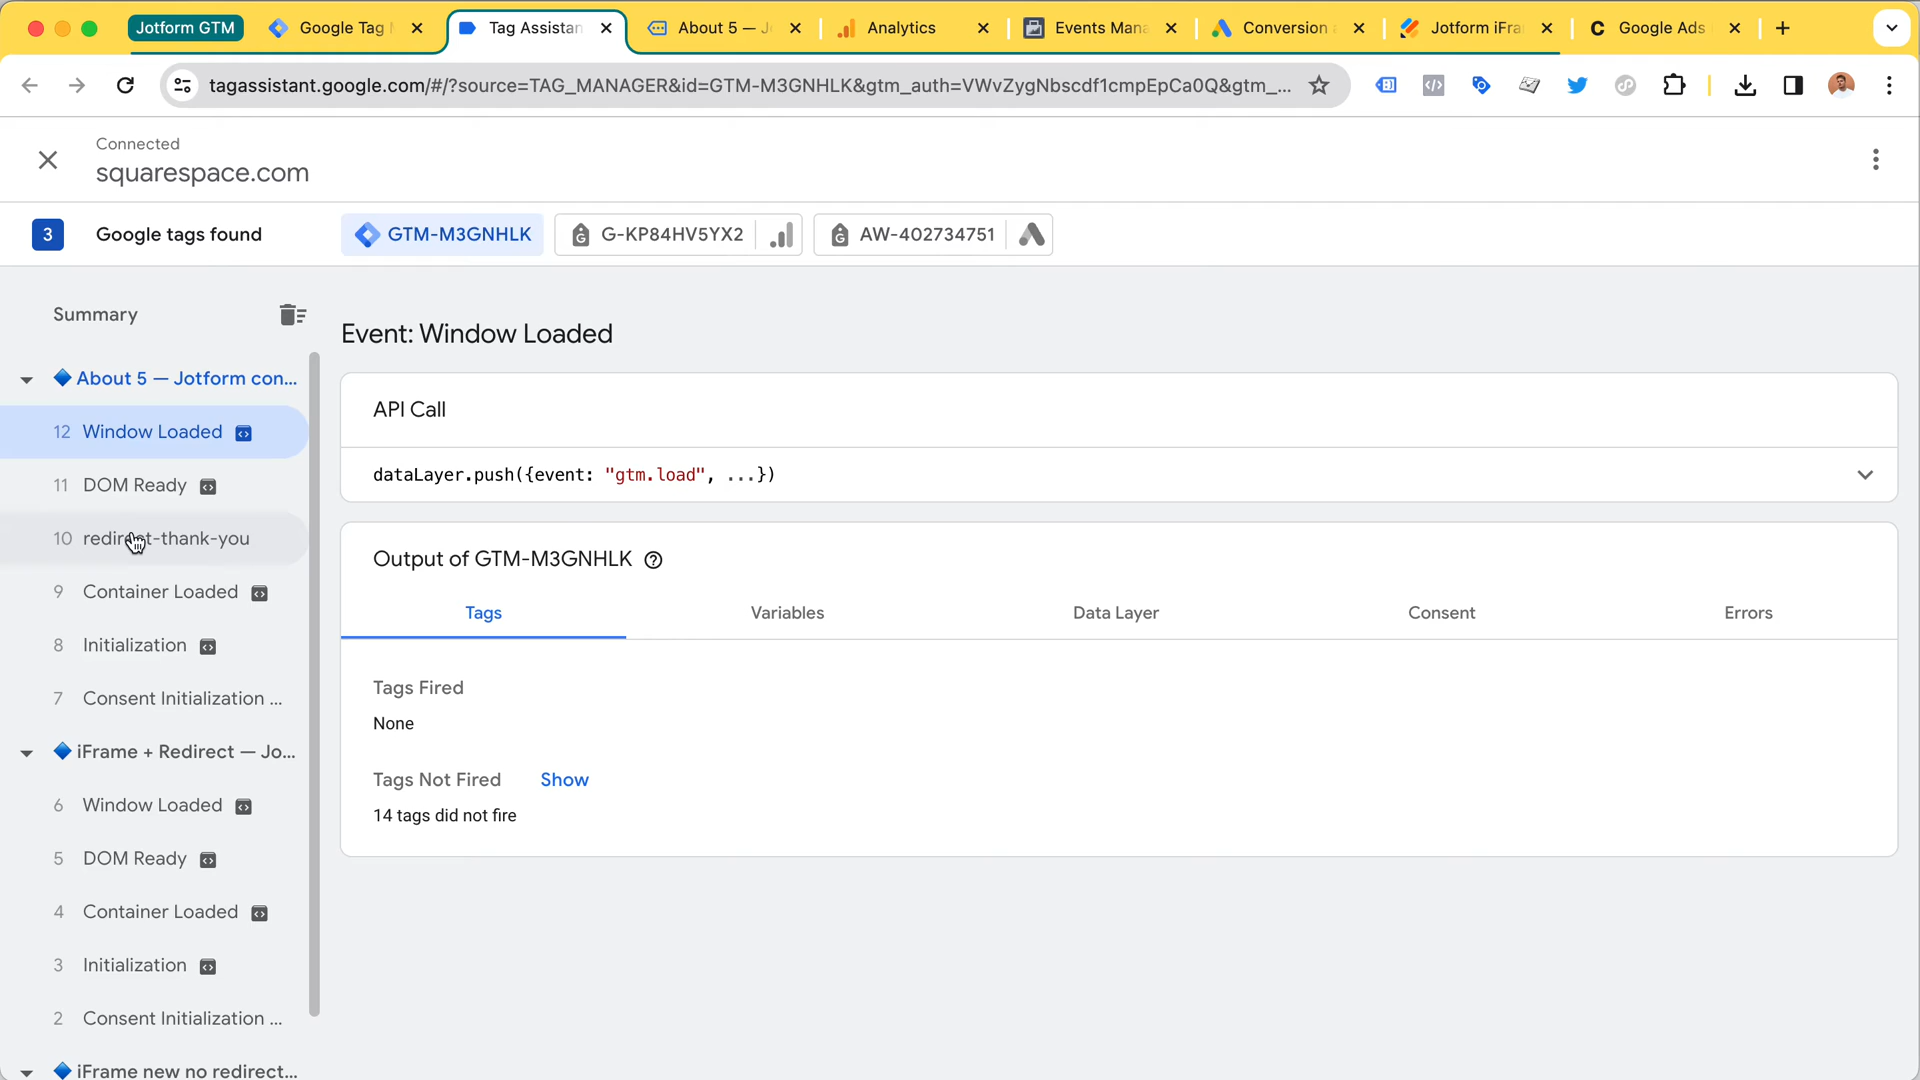 Jotform GTM
Google Tag M
Tag Assistan
About 5 — J
Analytics
Events Mana
Conversion a
Jotform iFra
Google Ads
tagassistant.google.com/#/?source=TAG_MANAGER&id=GTM-M3GNHLK&gtm_auth=VWvZygNbscdf1cmpEpCa0Q&gtm_...
Connected
squarespace.com
3
Google tags found
GTM-M3GNHLK
G-KP84HV5YX2
AW-402734751
Summary
About 5 — Jotform con...
12 Window Loaded
11 DOM Ready
10 redirect-thank-you
9 Container Loaded
8 Initialization
7 Consent Initialization ...
iFrame + Redirect — Jo...
6 Window Loaded
5 DOM Ready
4 Container Loaded
3 Initialization
2 Consent Initialization ...
iFrame new no redirect...
Event: Window Loaded
API Call
dataLayer.push({event: "gtm.load", ...})
Output of GTM-M3GNHLK
Tags
Variables
Data Layer
Consent
Errors
Tags Fired
None
Tags Not Fired
Show
14 tags did not fire